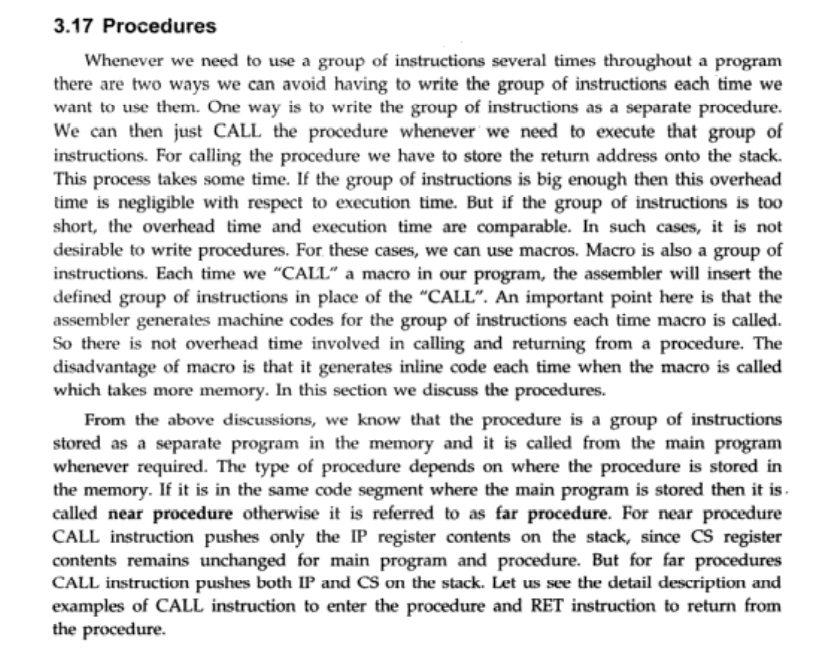 3.17 Procedures
Whenever we need to use a group of instructions several times throughout a program
there are two ways we can avoid having to write the group of instructions each time we
want to use them. One way is to write the group of instructions as a separate procedure.
We can then just CALL the procedure whenever we need to execute that group of
instructions. For calling the procedure we have to store the return address onto the stack.
This process takes some time. If the group of instructions is big enough then this overhead
time is negligible with respect to execution time. But if the group of instructions is too
short, the overhead time and execution time are comparable. In such cases, it is not
desirable to write procedures. For these cases, we can use macros. Macro is also a group of
instructions. Each time we "CALL" a macro in our program, the assembler will insert the
defined group of instructions in place of the "CALL". An important point here is that the
assembler generates machine codes for the group of instructions each time macro is called.
So there is not overhead time involved in calling and returning from a procedure. The
disadvantage of macro is that it generates inline code each time when the macro is called
which takes more memory. In this section we discuss the procedures.
From the above discussions, we know that the procedure is a group of instructions
stored as a separate program in the memory and it is called from the main program
whenever required. The type of procedure depends on where the procedure is stored in
the memory. If it is in the same code segment where the main program is stored then it is
called near procedure otherwise it is referred to as far procedure. For near procedure
CALL instruction pushes only the IP register contents on the stack, since CS register
contents remains unchanged for main program and procedure. But for far procedures
CALL instruction pushes both IP and CS on the stack. Let us see the detail description and
examples of CALL instruction to enter the procedure and RET instruction to return from
the procedure.